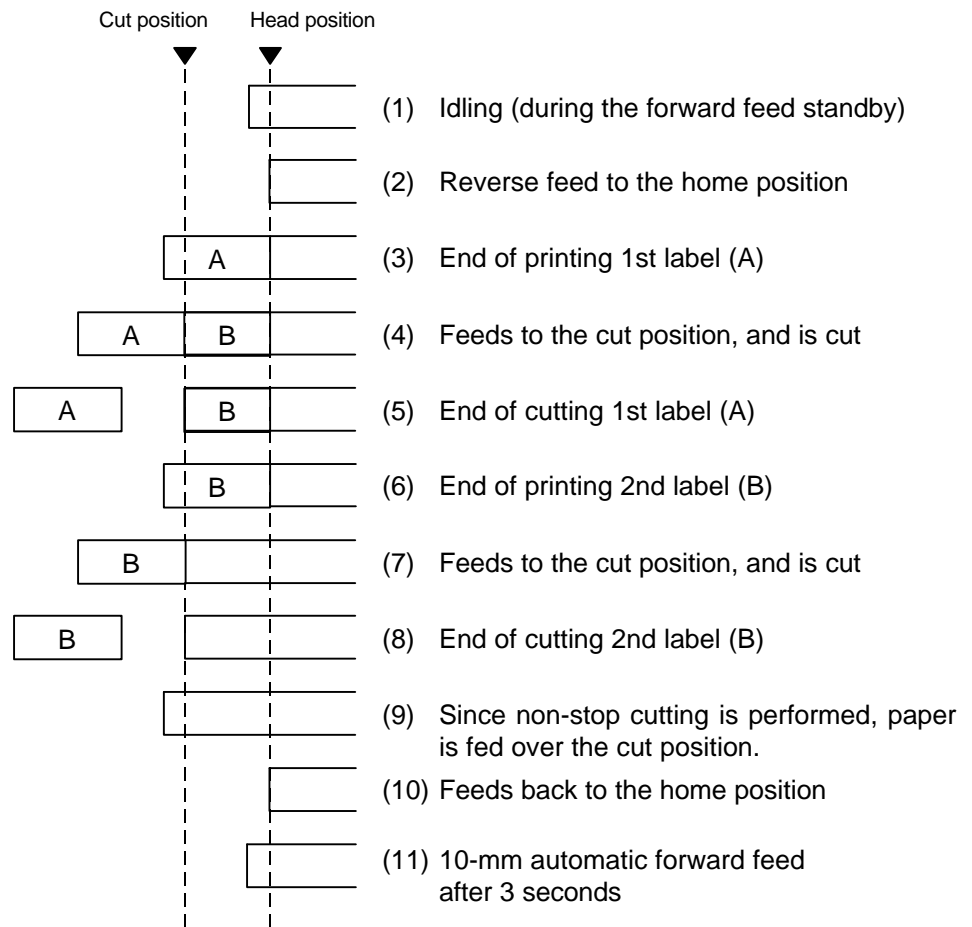 Cut position Head position
(1) Idling (during the forward feed standby)
(2) Reverse feed to the home position
A (3) End of printing 1st label (A)
A B (4) Feeds to the cut position, and is cut
A B (5) End of cutting 1st label (A)
B (6) End of printing 2nd label (B)
B (7) Feeds to the cut position, and is cut
B (8) End of cutting 2nd label (B)
(9) Since non-stop cutting is performed, paper
is fed over the cut position.
(10) Feeds back to the home position
(11) 10-mm automatic forward feed
after 3 seconds